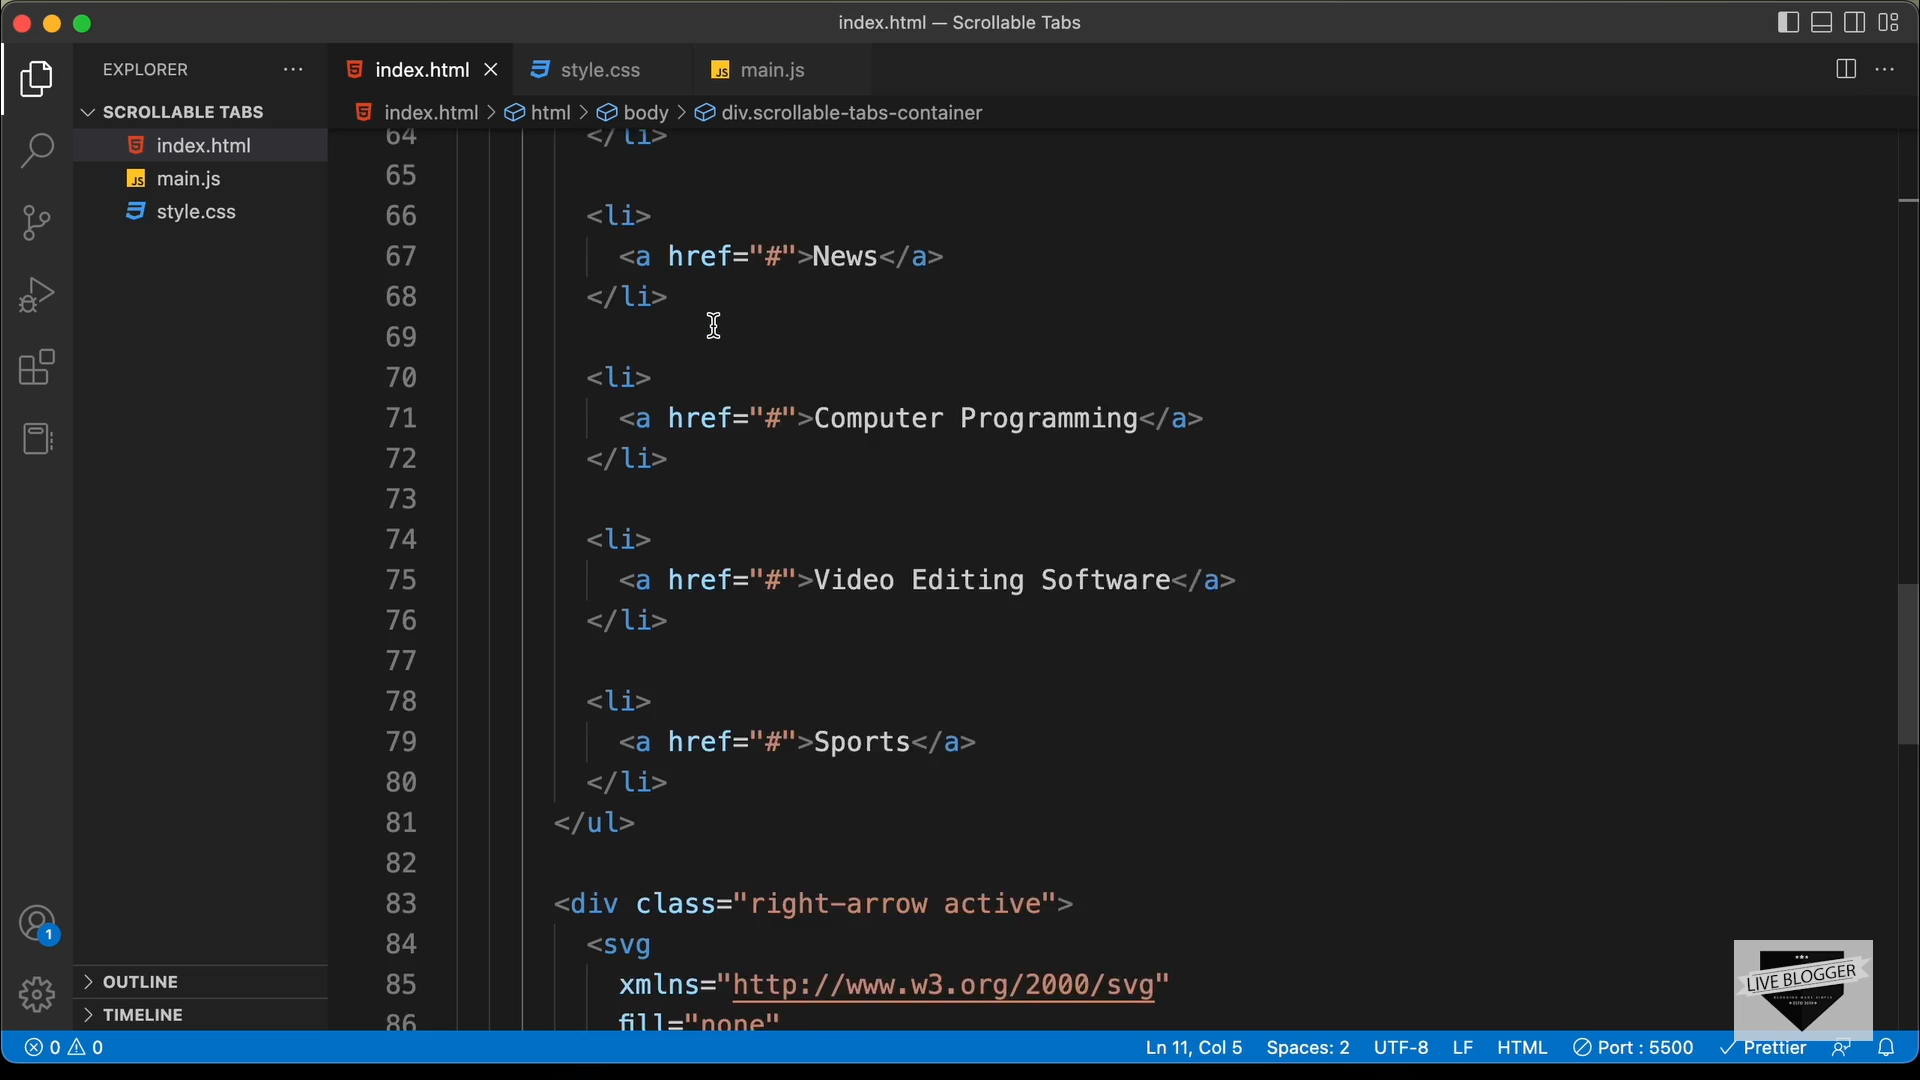 index.html — Scrollable Tabs
EXPLORER
index.html
style.css
main.js
SCROLLABLE TABS
index.html > html > body > div.scrollable-tabs-container
index.html
main.js
style.css
64 </li>
65
66 <li>
67 <a href="#">News</a>
68 </li>
69
70 <li>
71 <a href="#">Computer Programming</a>
72 </li>
73
74 <li>
75 <a href="#">Video Editing Software</a>
76 </li>
77
78 <li>
79 <a href="#">Sports</a>
80 </li>
81 </ul>
82
83 <div class="right-arrow active">
84 <svg
85 xmlns="http://www.w3.org/2000/svg"
86 fill="none"
1
OUTLINE
TIMELINE
LIVE BLOGGER
0 0
Ln 11, Col 5 Spaces: 2 UTF-8 LF HTML Port : 5500 Prettier